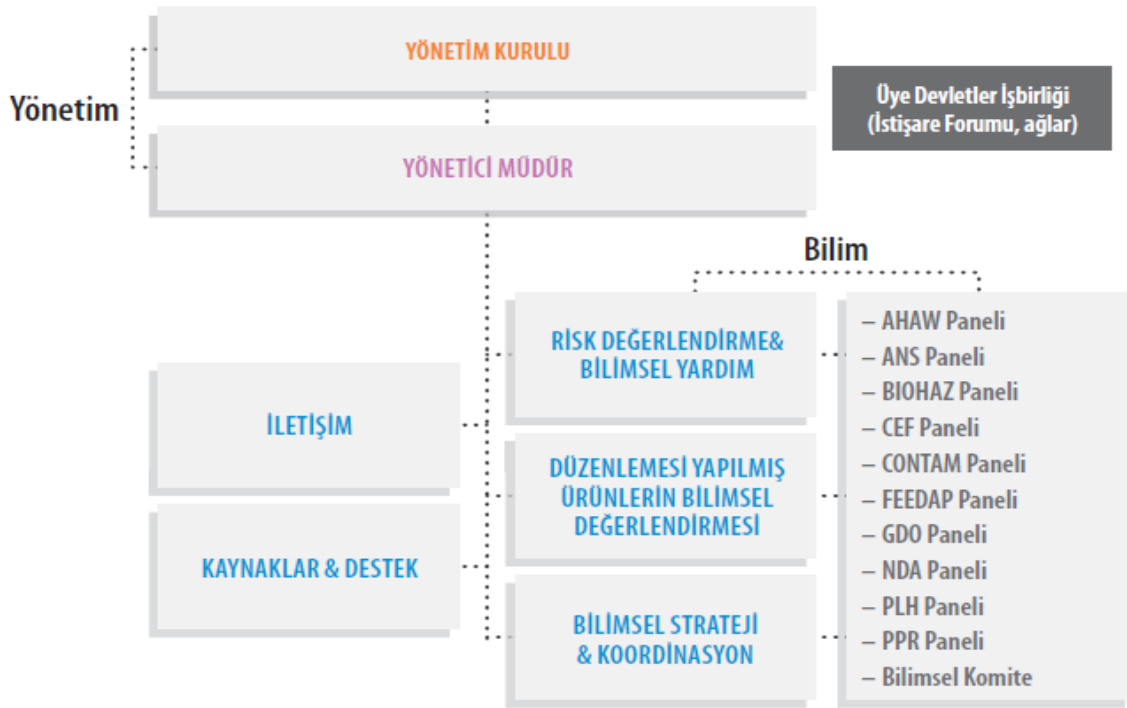 YÖNETİM KURULU
Yönetim
Üye Devletler İşbirliği
(İstişare Forumu, ağlar)
YÖNETİCİ MÜDÜR
Bilim
RİSK DEĞERLENDİRME&
BİLİMSEL YARDIM
İLETİŞİM
DÜZENLEMESİ YAPILMIŞ
ÜRÜNLERİN BİLİMSEL
DEĞERLENDİRMESİ
KAYNAKLAR & DESTEK
BİLİMSEL STRATEJİ
& KOORDİNASYON
– AHAW Paneli
– ANS Paneli
– BIOHAZ Paneli
– CEF Paneli
– CONTAM Paneli
– FEEDAP Paneli
– GDO Paneli
– NDA Paneli
– PLH Paneli
– PPR Paneli
– Bilimsel Komite